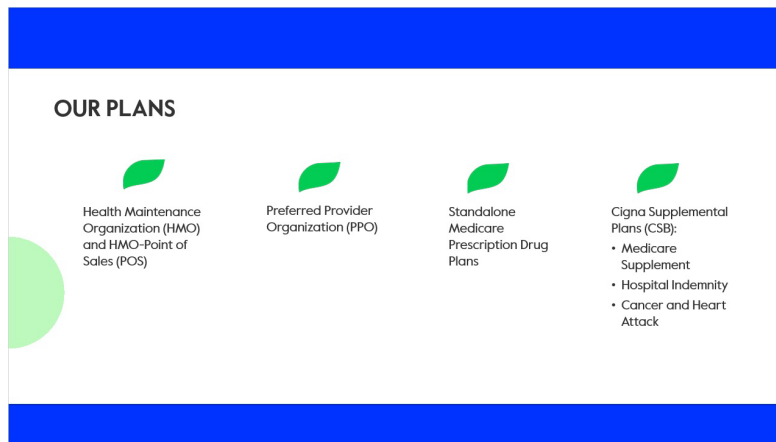 OUR PLANS
Health Maintenance
Organization (HMO)
and HMO-Point of
Sales (POS)
Preferred Provider
Organization (PPO)
Standalone
Medicare
Prescription Drug
Plans
Cigna Supplemental
Plans (CSB):
• Medicare
Supplement
• Hospital Indemnity
• Cancer and Heart
Attack